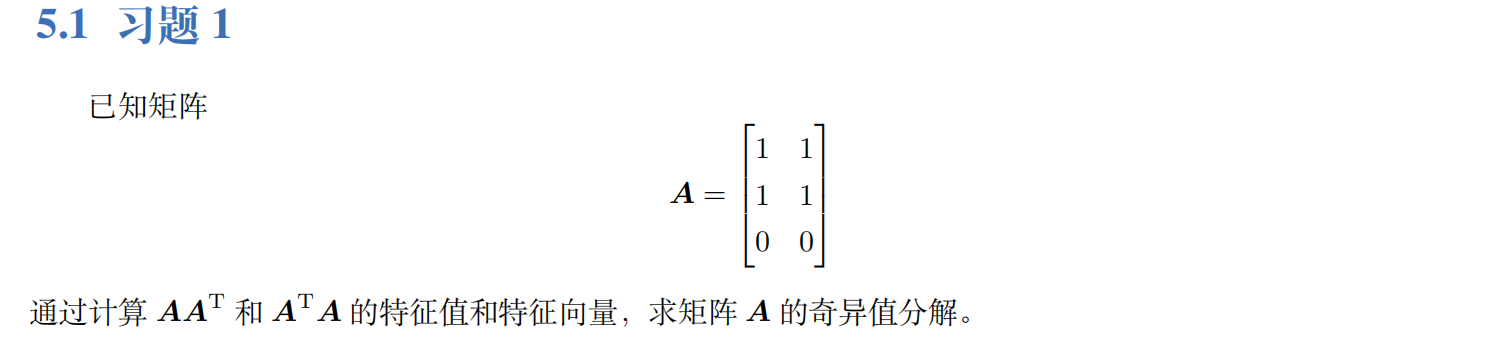 5.1 习题 1
已知矩阵
A = [1 1
1 1
0 0]
通过计算 AAᵀ 和 AᵀA 的特征值和特征向量，求矩阵 A 的奇异值分解。